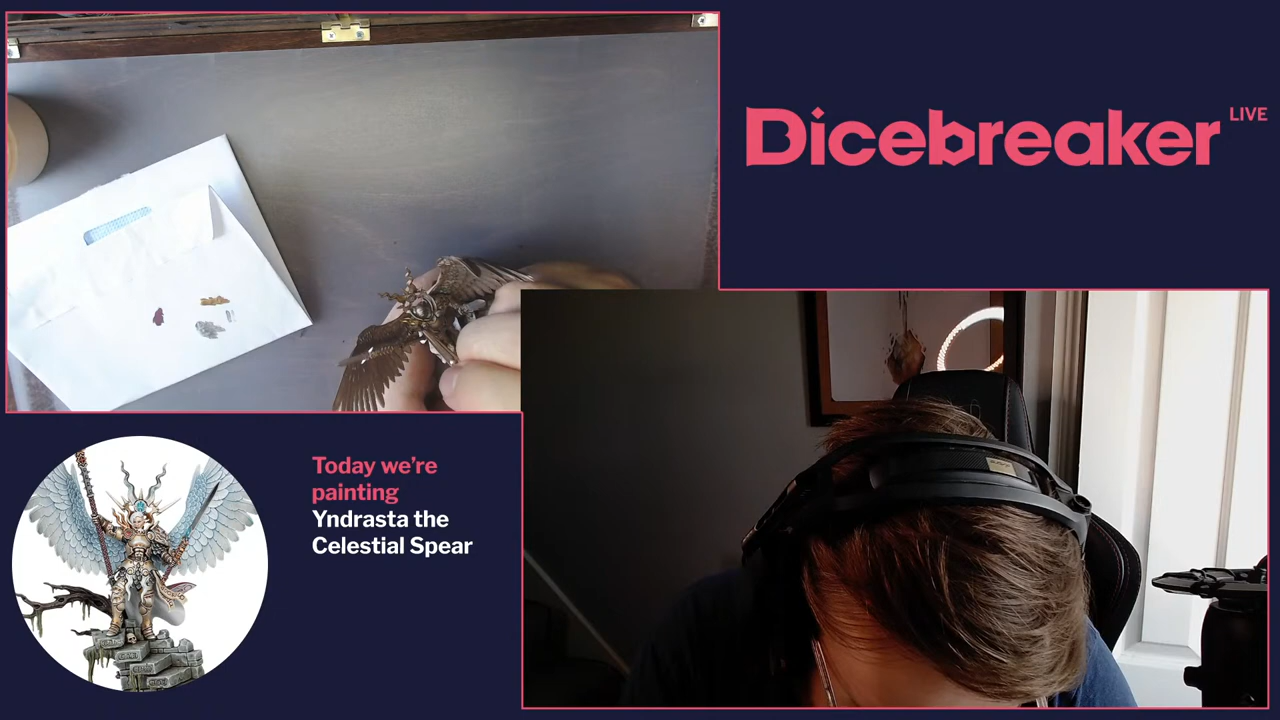 Dicebreaker LIVE
Today we're
painting
Yndrasta the
Celestial Spear